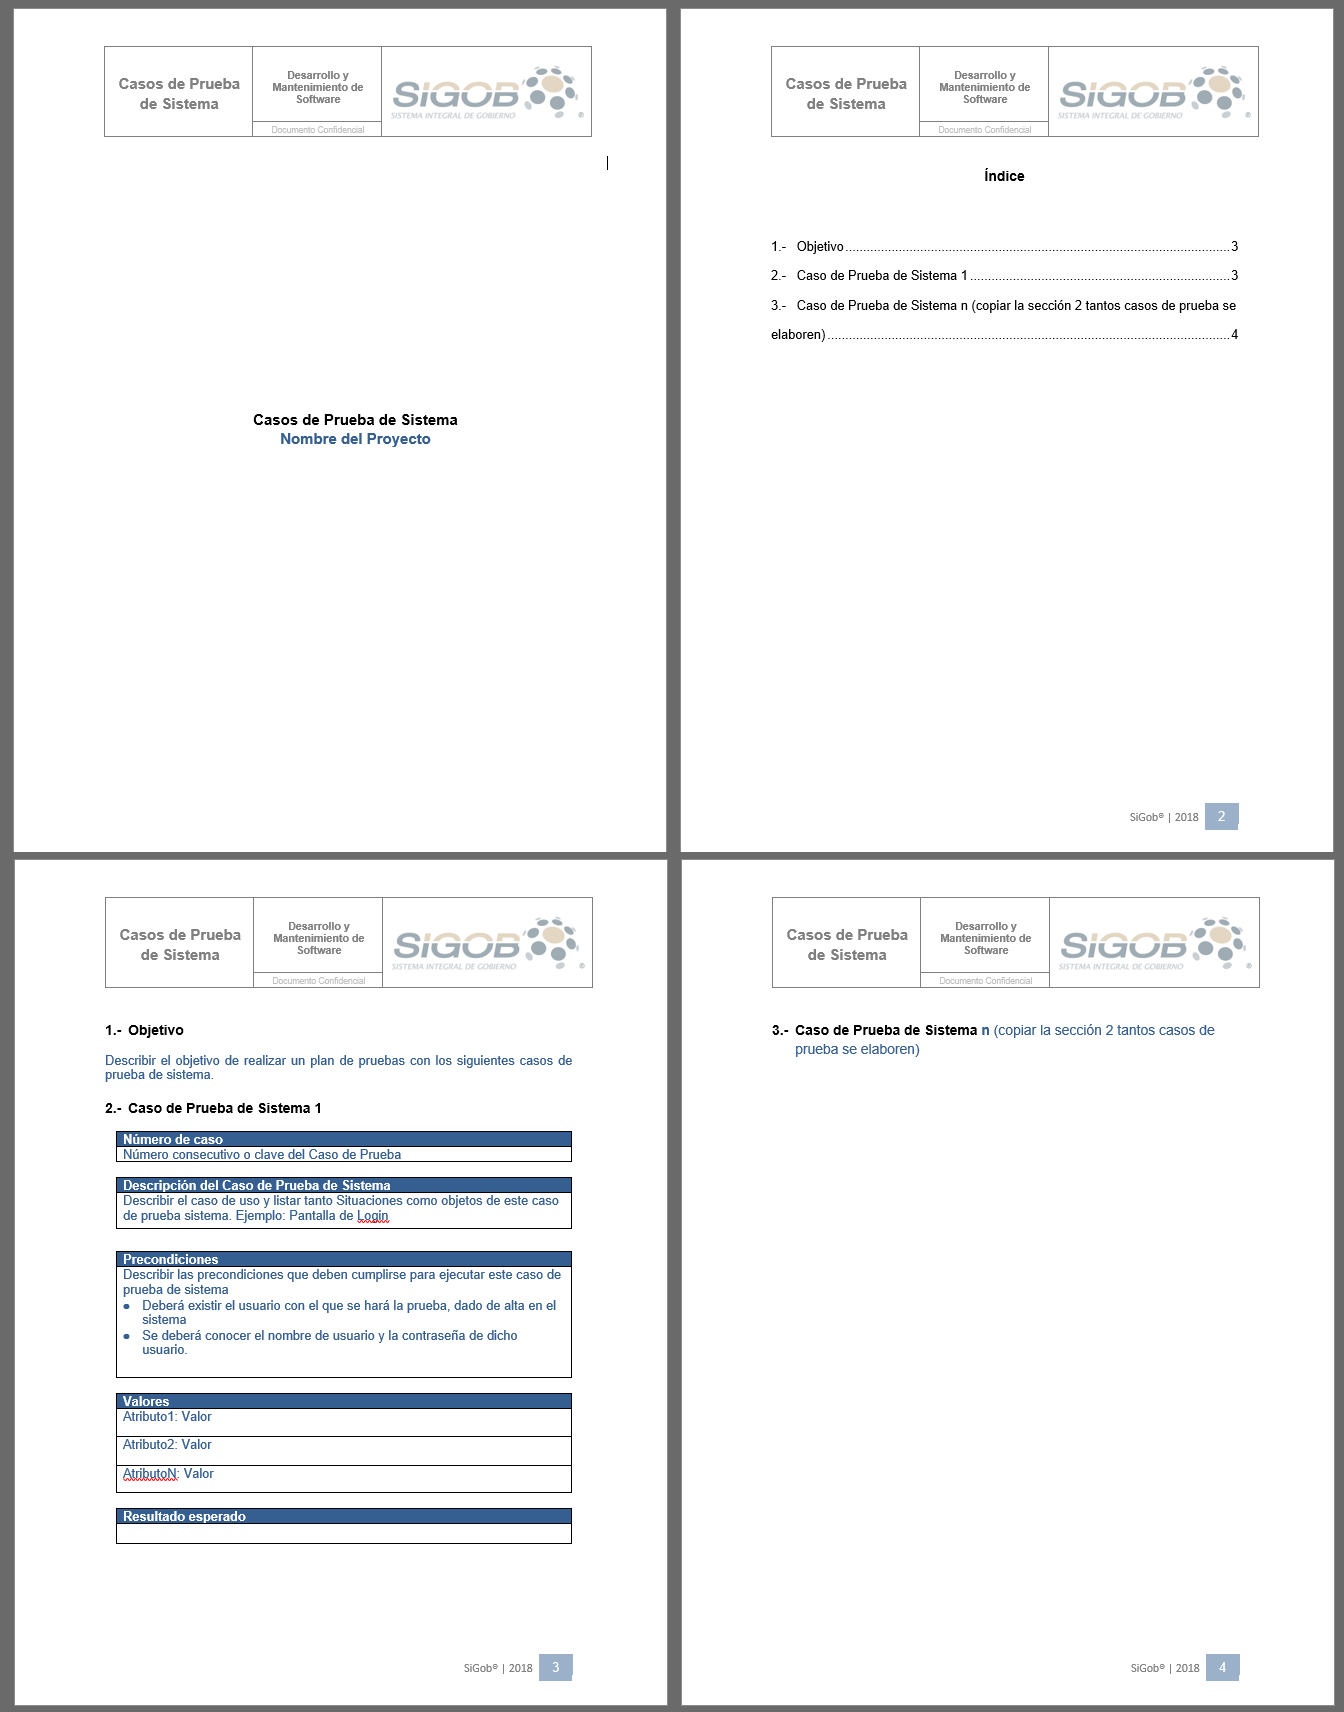 Casos de Prueba
de Sistema
Desarrollo y
Mantenimiento de
Software
Documento Confidencial
SIGOB
SISTEMA INTEGRAL DE GOBIERNO
®
Casos de Prueba de Sistema
Nombre del Proyecto
Casos de Prueba
de Sistema
Desarrollo y
Mantenimiento de
Software
Documento Confidencial
SIGOB
SISTEMA INTEGRAL DE GOBIERNO
®
Índice
1.- Objetivo 3
2.- Caso de Prueba de Sistema 1 3
3.- Caso de Prueba de Sistema n (copiar la sección 2 tantos casos de prueba se
elaboren) 4
SiGob® | 2018 2
Casos de Prueba
de Sistema
Desarrollo y
Mantenimiento de
Software
Documento Confidencial
SIGOB
SISTEMA INTEGRAL DE GOBIERNO
®
1.- Objetivo
Describir el objetivo de realizar un plan de pruebas con los siguientes casos de
prueba de sistema.
2.- Caso de Prueba de Sistema 1
Número de caso
Número consecutivo o clave del Caso de Prueba
Descripción del Caso de Prueba de Sistema
Describir el caso de uso y listar tanto Situaciones como objetos de este caso
de prueba sistema. Ejemplo: Pantalla de Login
Precondiciones
Describir las precondiciones que deben cumplirse para ejecutar este caso de
prueba de sistema
• Deberá existir el usuario con el que se hará la prueba, dado de alta en el
sistema
• Se deberá conocer el nombre de usuario y la contraseña de dicho
usuario.
Valores
Atributo1: Valor
Atributo2: Valor
AtributoN: Valor
Resultado esperado
SiGob® | 2018 3
Casos de Prueba
de Sistema
Desarrollo y
Mantenimiento de
Software
Documento Confidencial
SIGOB
SISTEMA INTEGRAL DE GOBIERNO
®
3.- Caso de Prueba de Sistema n (copiar la sección 2 tantos casos de
prueba se elaboren)
SiGob® | 2018 4